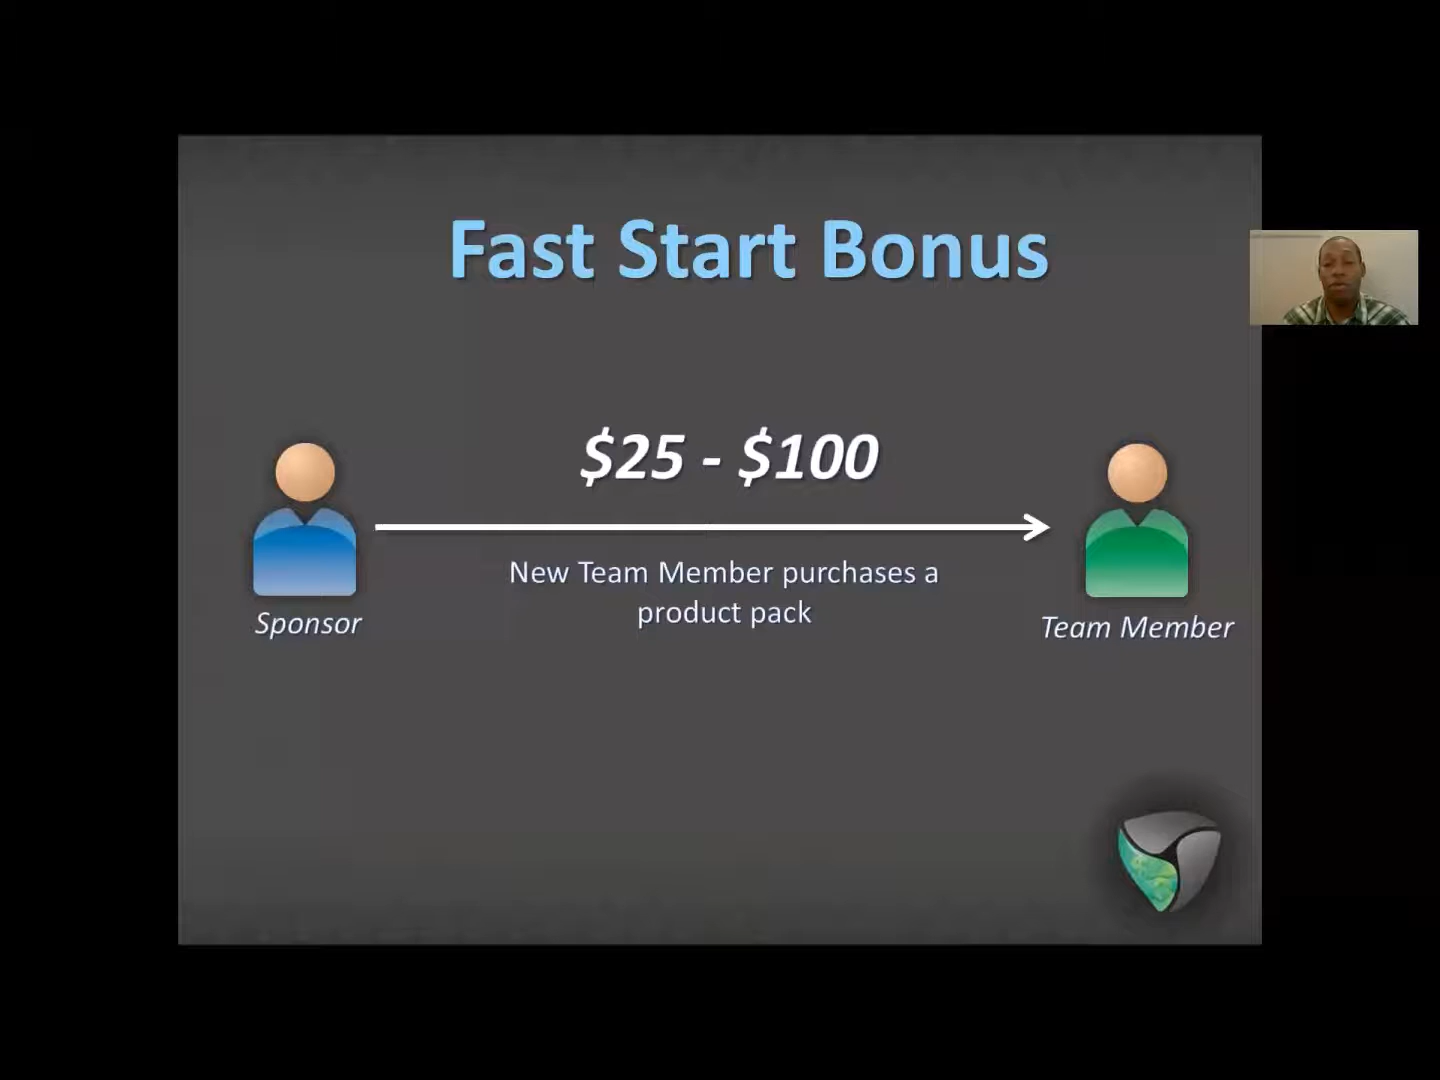 Fast Start Bonus
$25 - $100
New Team Member purchases a
product pack
Sponsor
Team Member